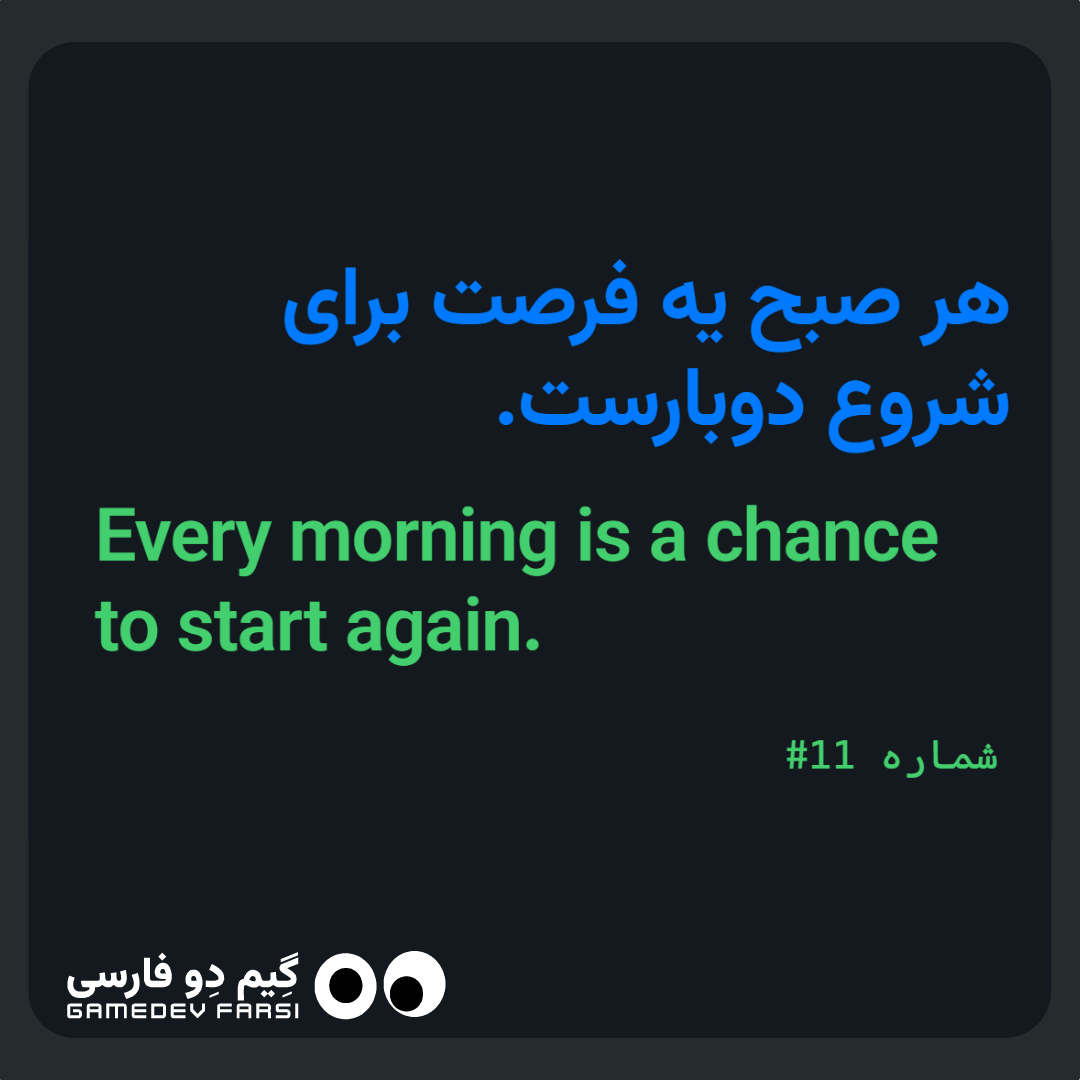 هر صبح یه فرصت برای
شروع دوبارست.
Every morning is a chance
to start again.
شماره 11#
گِیم دِو فارسی
GAMEDEV FARSI